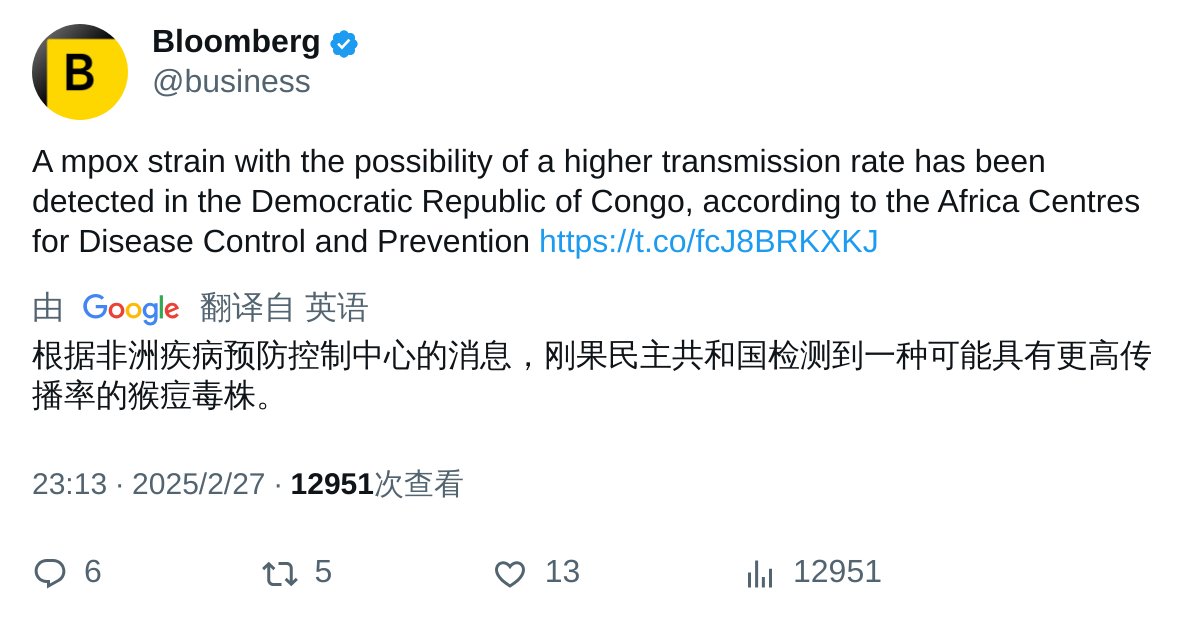 B
Bloomberg
@business
A mpox strain with the possibility of a higher transmission rate has been
detected in the Democratic Republic of Congo, according to the Africa Centres
for Disease Control and Prevention https://t.co/fcJ8BRKXKJ
由 Google 翻译自 英语
根据非洲疾病预防控制中心的消息，刚果民主共和国检测到一种可能具有更高传
播率的猴痘毒株。
23:13 · 2025/2/27 · 12951次查看
6 5 13 12951